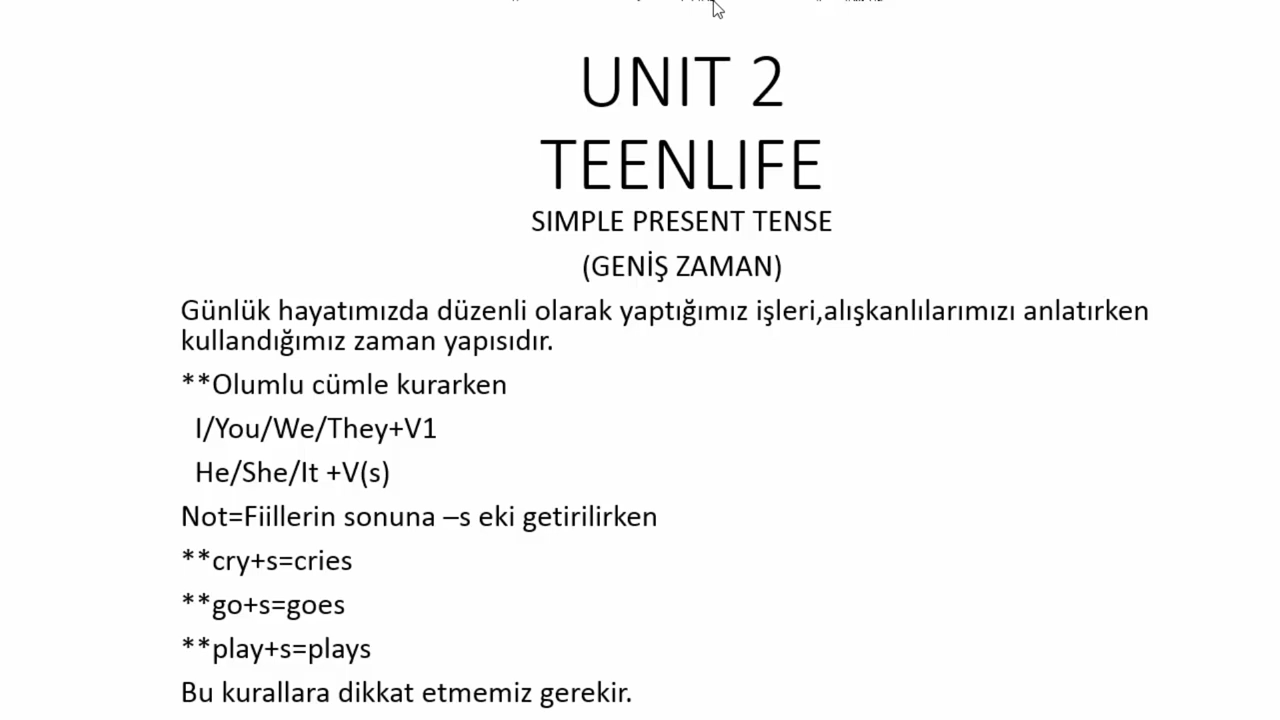 UNIT 2
TEENLIFE
SIMPLE PRESENT TENSE
(GENİŞ ZAMAN)
Günlük hayatımızda düzenli olarak yaptığımız işleri,alışkanlılarımızı anlatırken
kullandığımız zaman yapısıdır.
**Olumlu cümle kurarken
I/You/We/They+V1
He/She/It +V(s)
Not=Fiillerin sonuna –s eki getirilirken
**cry+s=cries
**go+s=goes
**play+s=plays
Bu kurallara dikkat etmemiz gerekir.